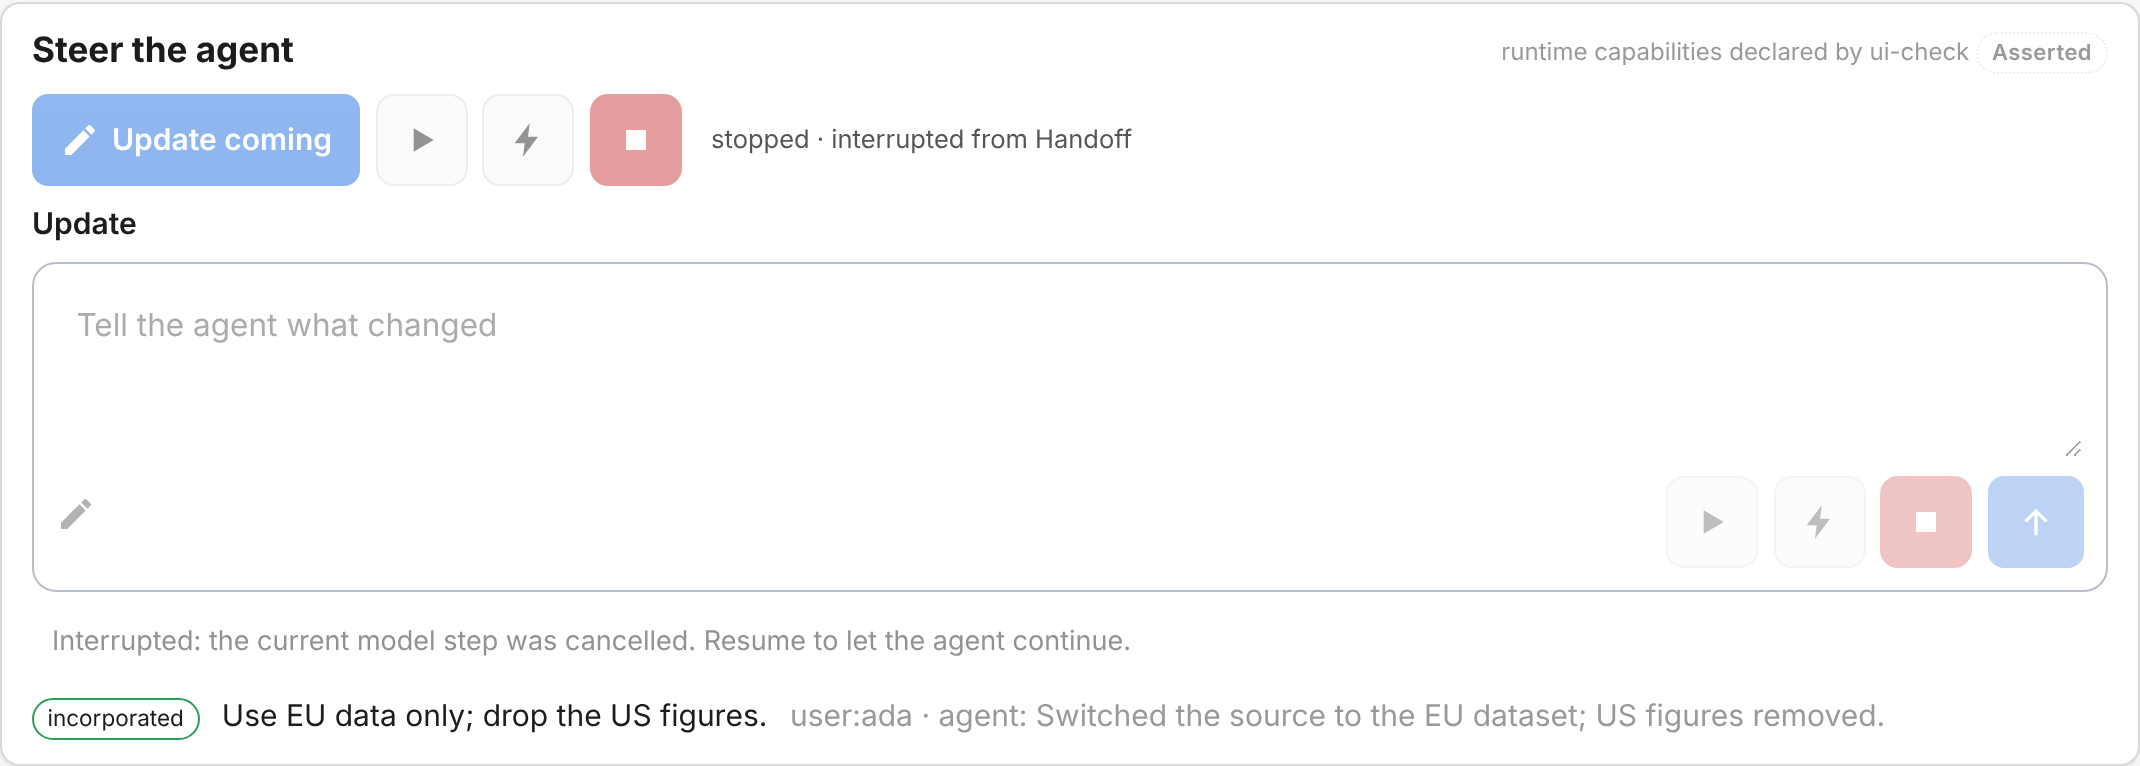 Steer the agent
runtime capabilities declared by ui-check Asserted
Update coming
stopped · interrupted from Handoff
Update
Tell the agent what changed
Interrupted: the current model step was cancelled. Resume to let the agent continue.
incorporated Use EU data only; drop the US figures. user:ada · agent: Switched the source to the EU dataset; US figures removed.